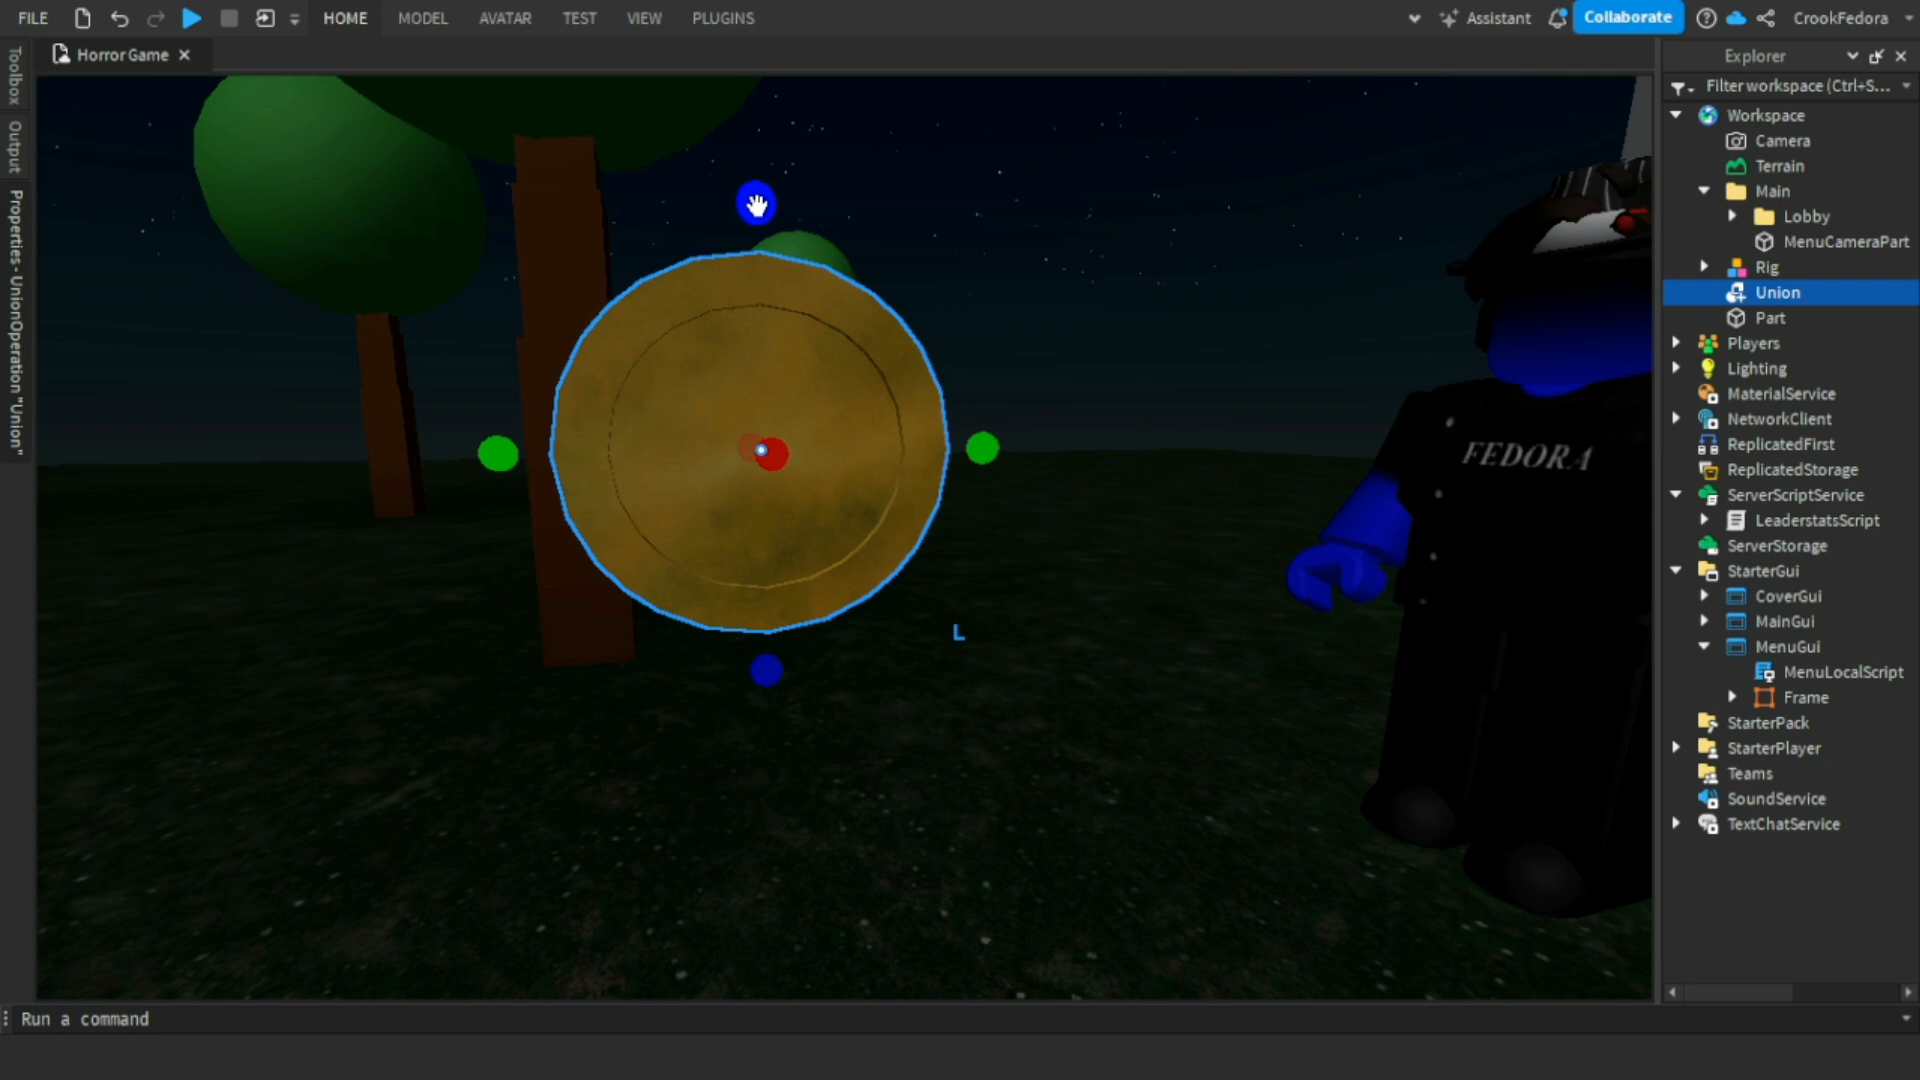 FILE HOME MODEL AVATAR TEST VIEW PLUGINS Assistant Collaborate CrookFedora
HorrorGame
Toolbox
Output
Properties - UnionOperation "Union"
FEDORA
L
Explorer
Filter workspace (Ctrl+S...
Workspace
Camera
Terrain
Main
Lobby
MenuCameraPart
Rig
Union
Part
Players
Lighting
MaterialService
NetworkClient
ReplicatedFirst
ReplicatedStorage
ServerScriptService
LeaderstatsScript
ServerStorage
StarterGui
CoverGui
MainGui
MenuGui
MenuLocalScript
Frame
StarterPack
StarterPlayer
Teams
SoundService
TextChatService
Run a command